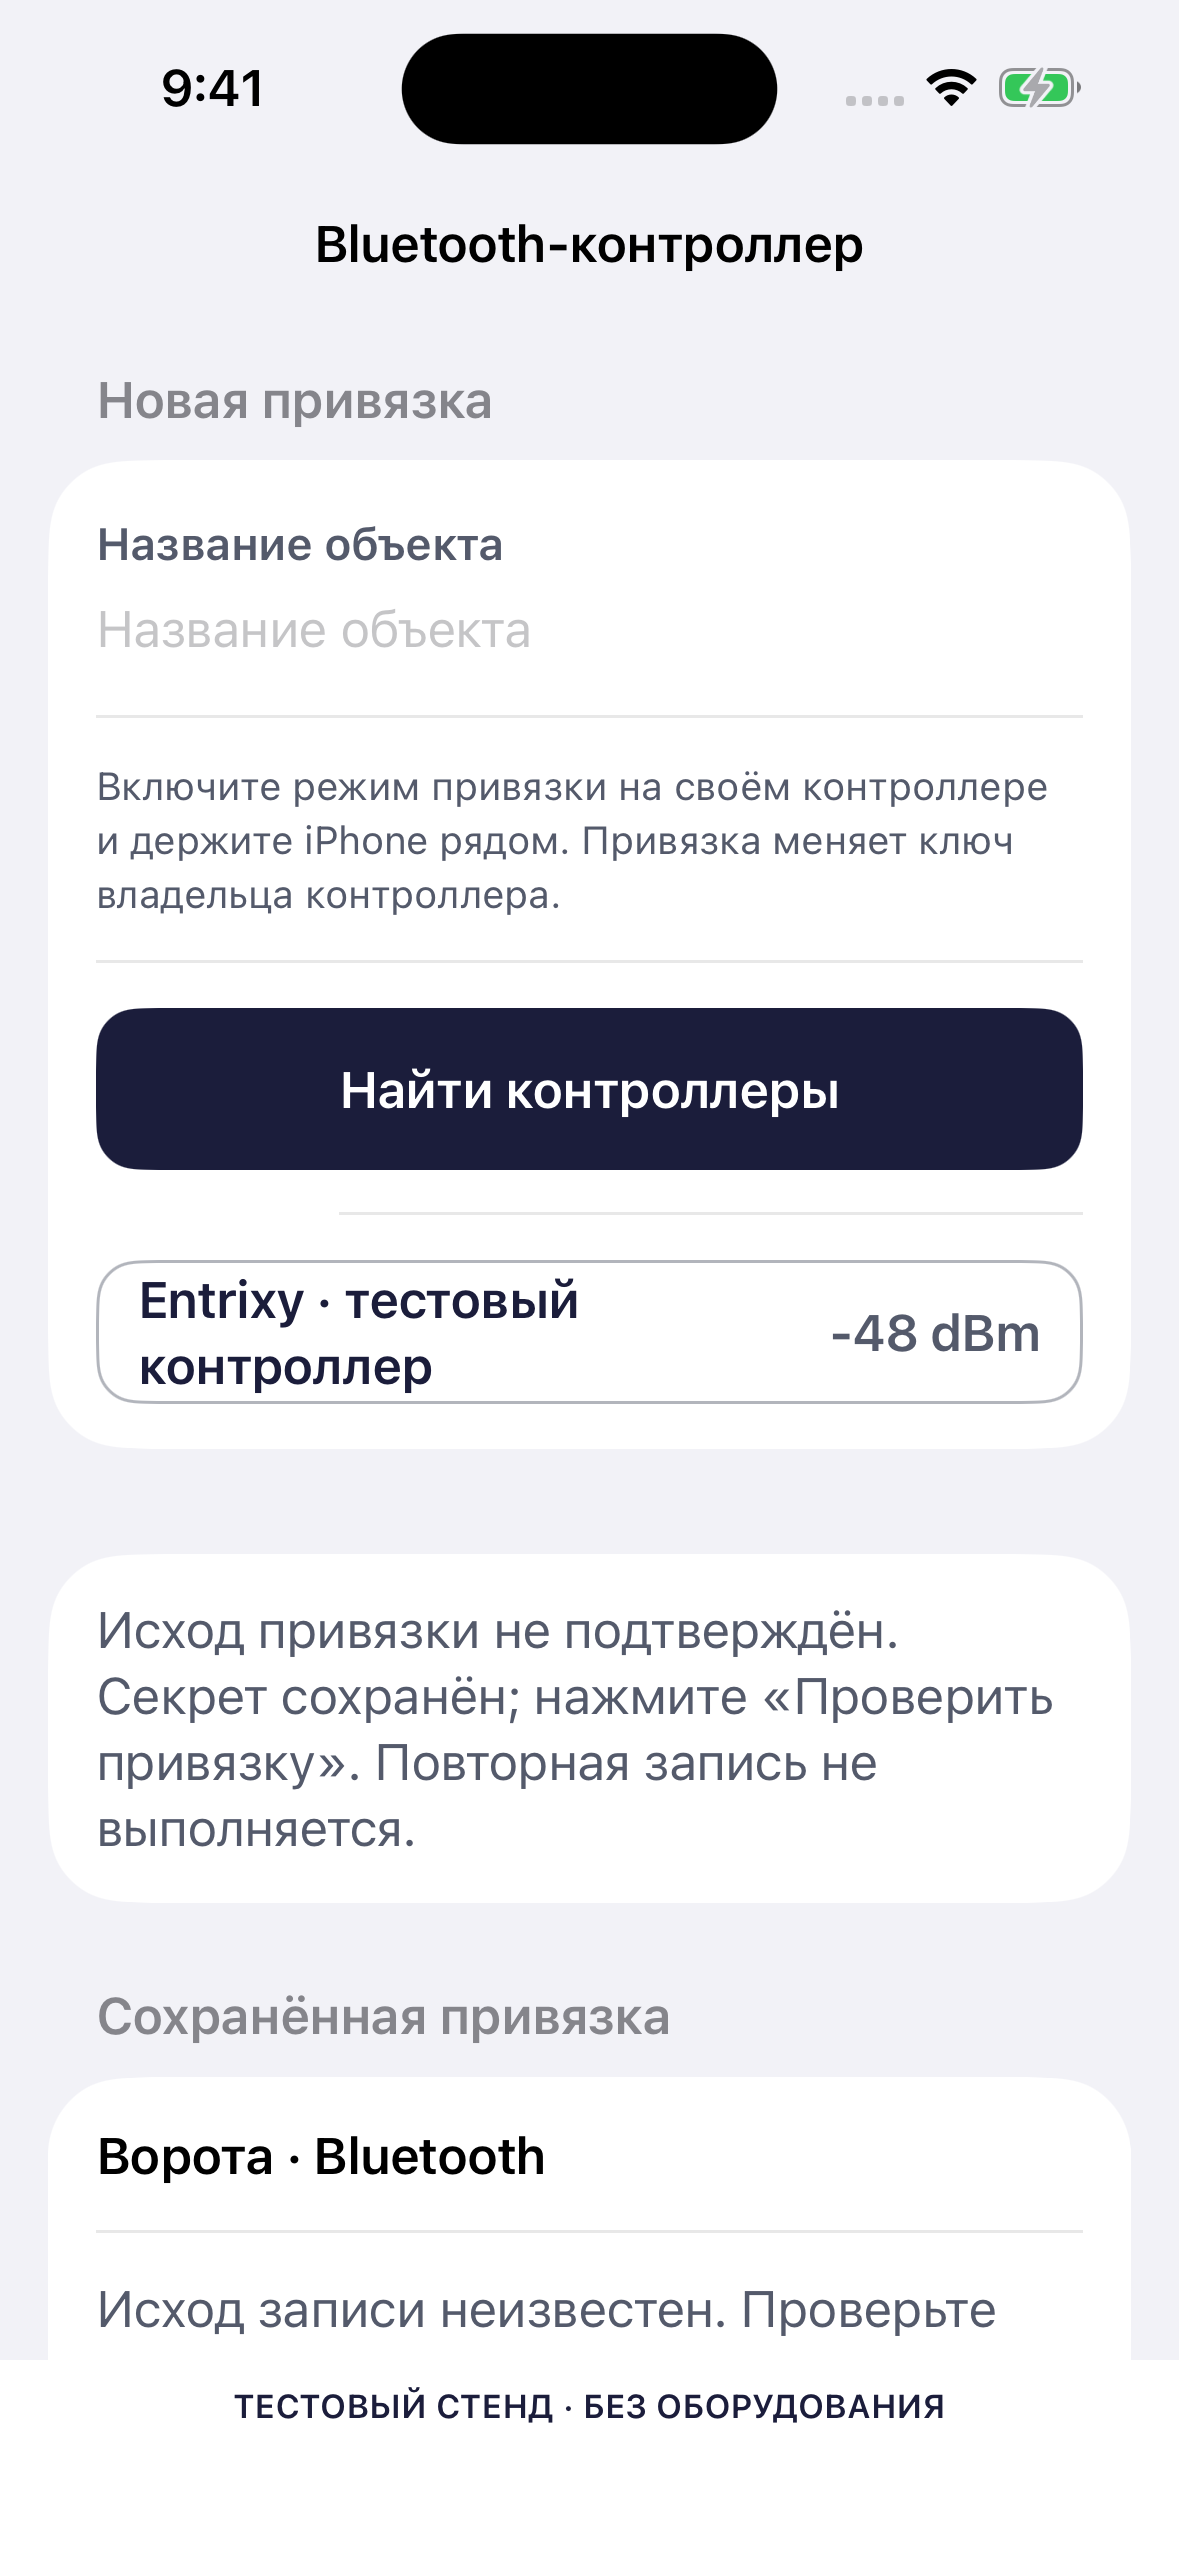 9:41
Bluetooth-контроллер
Новая привязка
Название объекта
Название объекта
Включите режим привязки на своём контроллере
и держите iPhone рядом. Привязка меняет ключ
владельца контроллера.
Найти контроллеры
Entrixy · тестовый
контроллер
-48 dBm
Исход привязки не подтверждён.
Секрет сохранён; нажмите «Проверить
привязку». Повторная запись не
выполняется.
Сохранённая привязка
Ворота · Bluetooth
Исход записи неизвестен. Проверьте
ТЕСТОВЫЙ СТЕНД · БЕЗ ОБОРУДОВАНИЯ